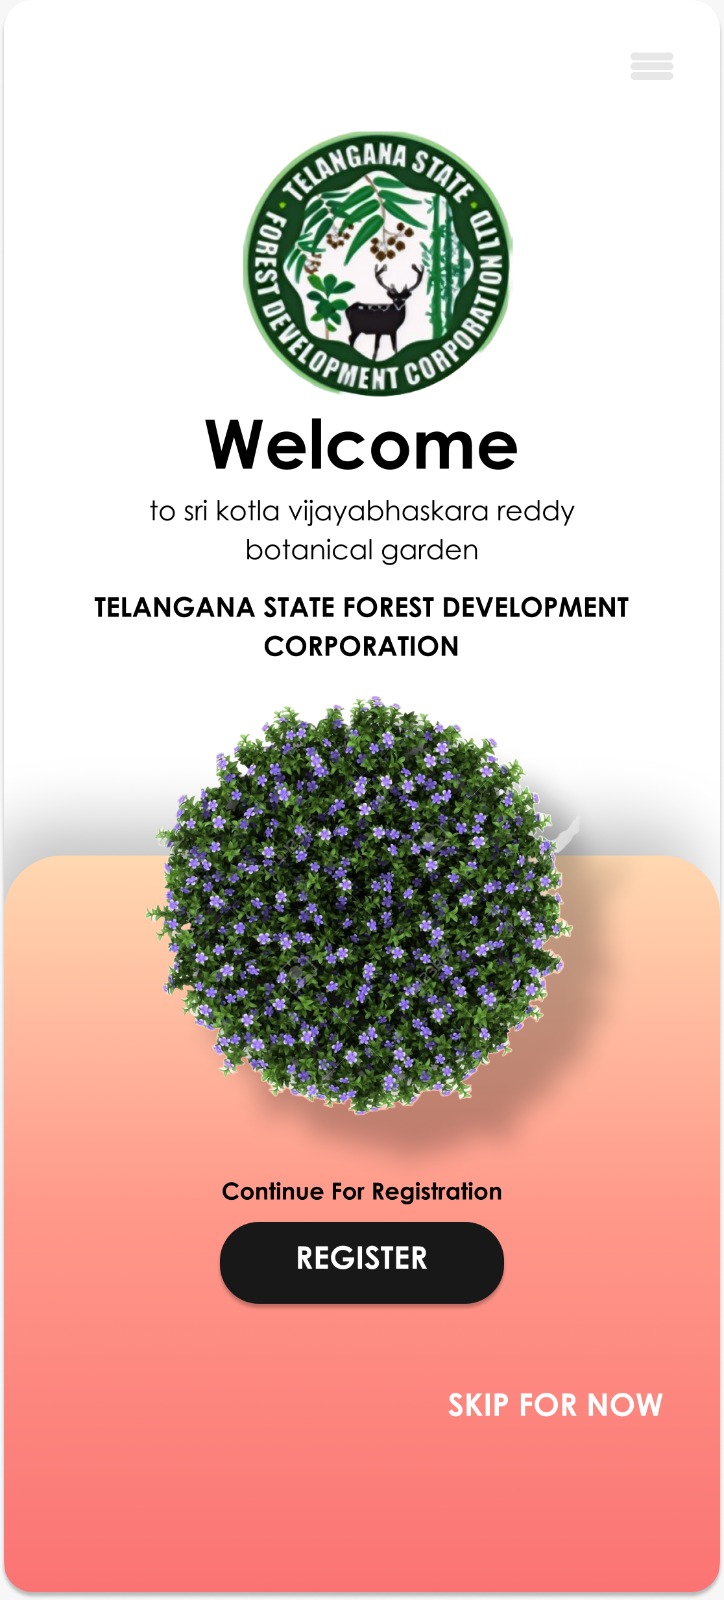 TELANGANA STATE
FOREST DEVELOPMENT CORPORATION LTD
Welcome
to sri kotla vijayabhaskara reddy
botanical garden
TELANGANA STATE FOREST DEVELOPMENT
CORPORATION
Continue For Registration
REGISTER
SKIP FOR NOW